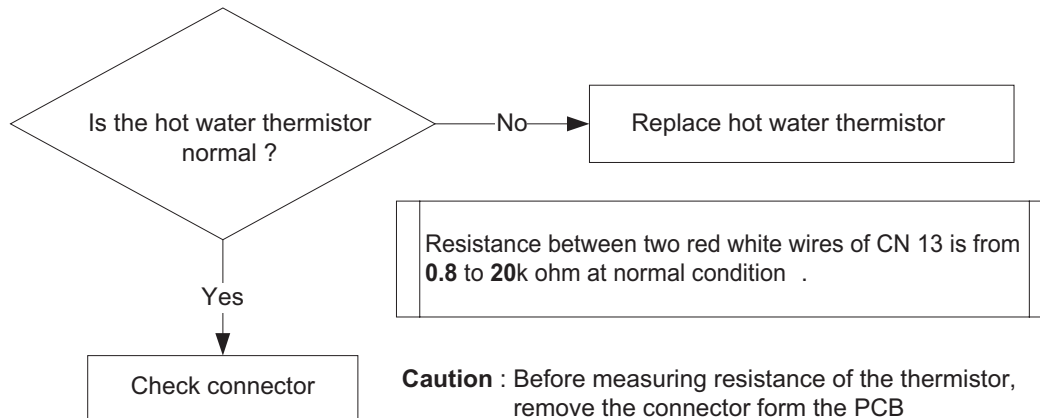 Is the hot water thermistor
normal ?
No
Replace hot water thermistor
Resistance between two red white wires of CN 13 is from
0.8 to 20k ohm at normal condition .
Yes
Check connector
Caution : Before measuring resistance of the thermistor,
remove the connector form the PCB